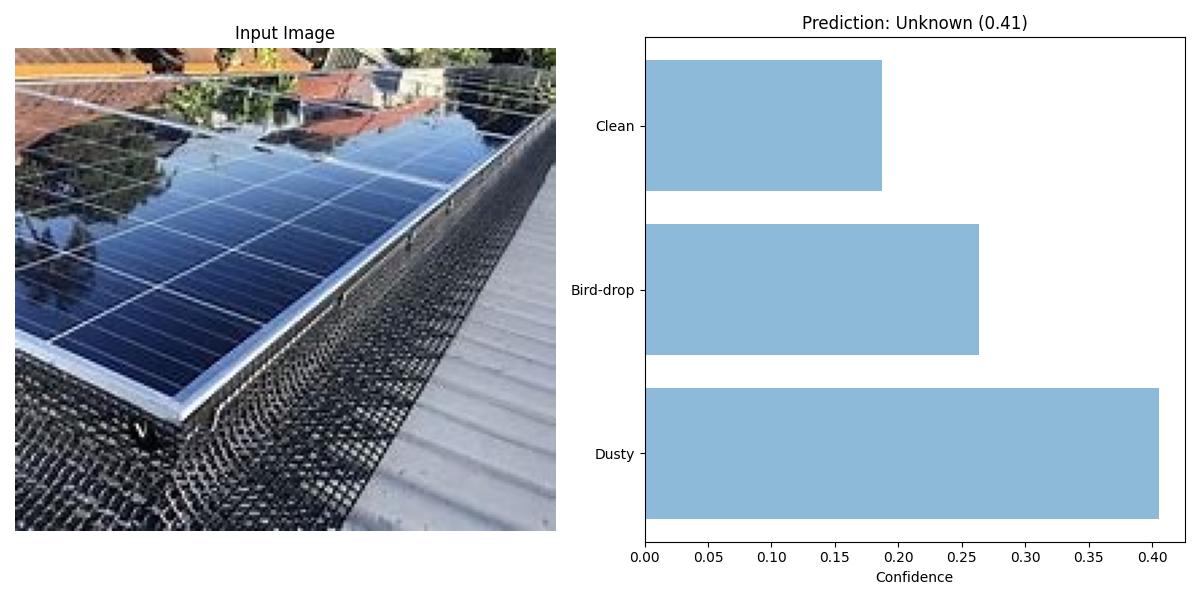 Input Image
Prediction: Unknown (0.41)
Clean
Bird-drop
Dusty
0.00 0.05 0.10 0.15 0.20 0.25 0.30 0.35 0.40
Confidence